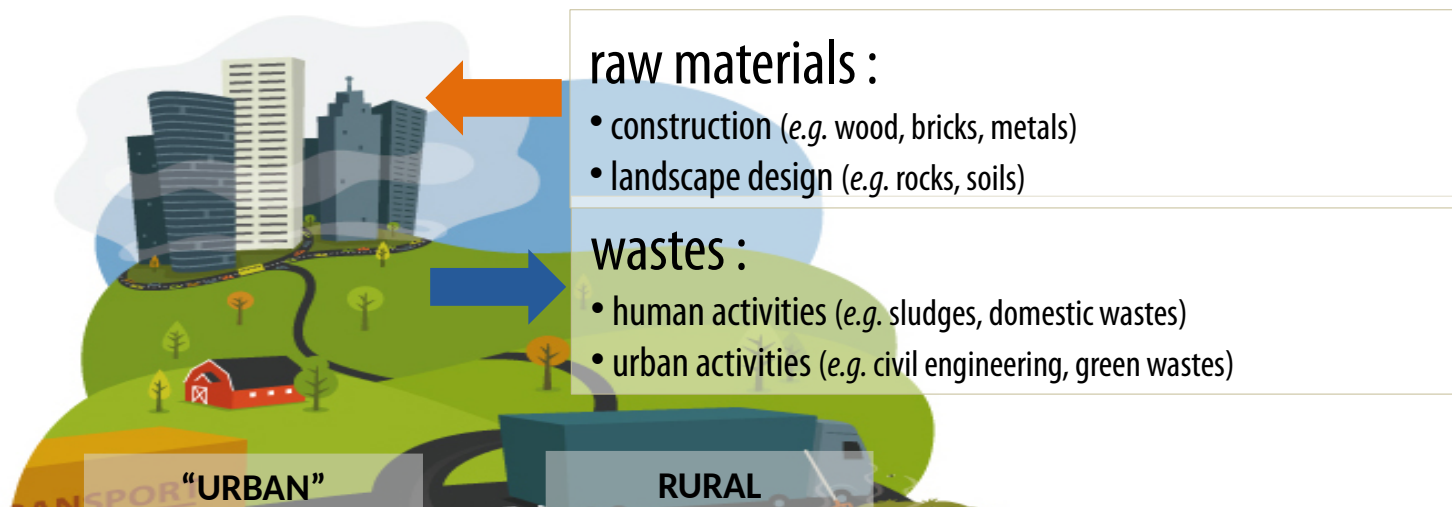 raw materials :
• construction (e.g. wood, bricks, metals)
• landscape design (e.g. rocks, soils)
wastes :
• human activities (e.g. sludges, domestic wastes)
• urban activities (e.g. civil engineering, green wastes)
TRANSPORT
“URBAN”
RURAL